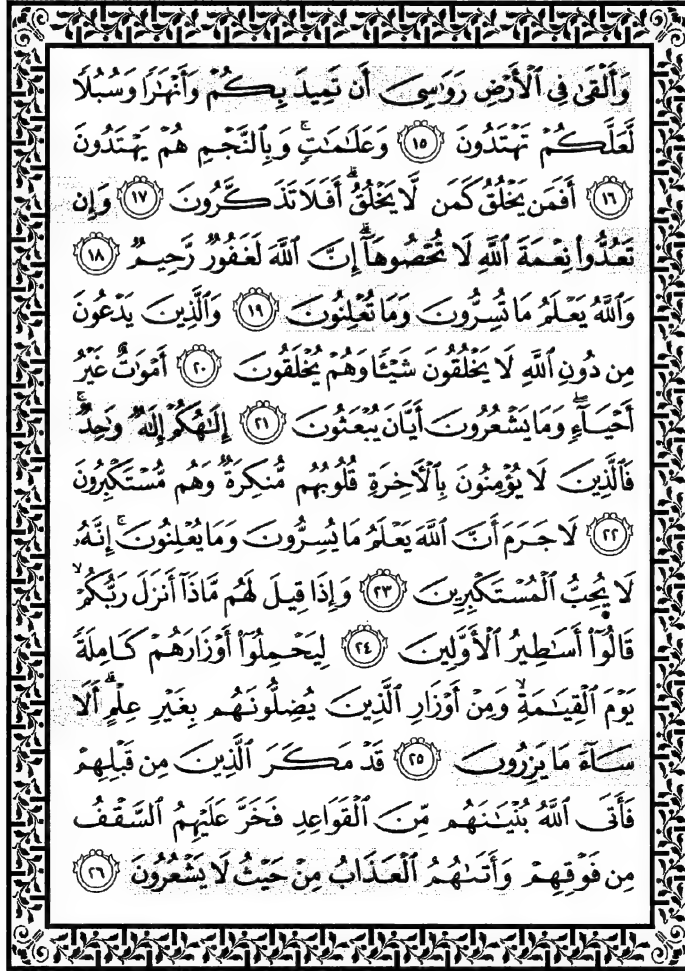 وَأَلْقَىٰ فِى ٱلْأَرْضِ رَوَٰسِىَ أَن تَمِيدَ بِكُمْ وَأَنْهَٰرًا وَسُبُلًا
لَّعَلَّكُمْ تَهْتَدُونَ ﴿١٥﴾ وَعَلَٰمَٰتٍۚ وَبِٱلنَّجْمِ هُمْ يَهْتَدُونَ
﴿١٦﴾ أَفَمَن يَخْلُقُ كَمَن لَّا يَخْلُقُۗ أَفَلَا تَذَكَّرُونَ ﴿١٧﴾ وَإِن
تَعُدُّوا۟ نِعْمَةَ ٱللَّهِ لَا تُحْصُوهَآۗ إِنَّ ٱللَّهَ لَغَفُورٌ رَّحِيمٌ ﴿١٨﴾
وَٱللَّهُ يَعْلَمُ مَا تُسِرُّونَ وَمَا تُعْلِنُونَ ﴿١٩﴾ وَٱلَّذِينَ يَدْعُونَ
مِن دُونِ ٱللَّهِ لَا يَخْلُقُونَ شَيْـًٔا وَهُمْ يُخْلَقُونَ ﴿٢٠﴾ أَمْوَٰتٌ غَيْرُ
أَحْيَآءٍۖ وَمَا يَشْعُرُونَ أَيَّانَ يُبْعَثُونَ ﴿٢١﴾ إِلَٰهُكُمْ إِلَٰهٌ وَٰحِدٌۚ
فَٱلَّذِينَ لَا يُؤْمِنُونَ بِٱلْـَٔاخِرَةِ قُلُوبُهُم مُّنكِرَةٌ وَهُم مُّسْتَكْبِرُونَ
﴿٢٢﴾ لَا جَرَمَ أَنَّ ٱللَّهَ يَعْلَمُ مَا يُسِرُّونَ وَمَا يُعْلِنُونَۚ إِنَّهُۥ
لَا يُحِبُّ ٱلْمُسْتَكْبِرِينَ ﴿٢٣﴾ وَإِذَا قِيلَ لَهُم مَّاذَآ أَنزَلَ رَبُّكُمْۙ
قَالُوٓا۟ أَسَٰطِيرُ ٱلْأَوَّلِينَ ﴿٢٤﴾ لِيَحْمِلُوٓا۟ أَوْزَارَهُمْ كَامِلَةً
يَوْمَ ٱلْقِيَٰمَةِۙ وَمِنْ أَوْزَارِ ٱلَّذِينَ يُضِلُّونَهُم بِغَيْرِ عِلْمٍۗ أَلَا
سَآءَ مَا يَزِرُونَ ﴿٢٥﴾ قَدْ مَكَرَ ٱلَّذِينَ مِن قَبْلِهِمْ
فَأَتَى ٱللَّهُ بُنْيَٰنَهُم مِّنَ ٱلْقَوَاعِدِ فَخَرَّ عَلَيْهِمُ ٱلسَّقْفُ
مِن فَوْقِهِمْ وَأَتَىٰهُمُ ٱلْعَذَابُ مِنْ حَيْثُ لَا يَشْعُرُونَ ﴿٢٦﴾